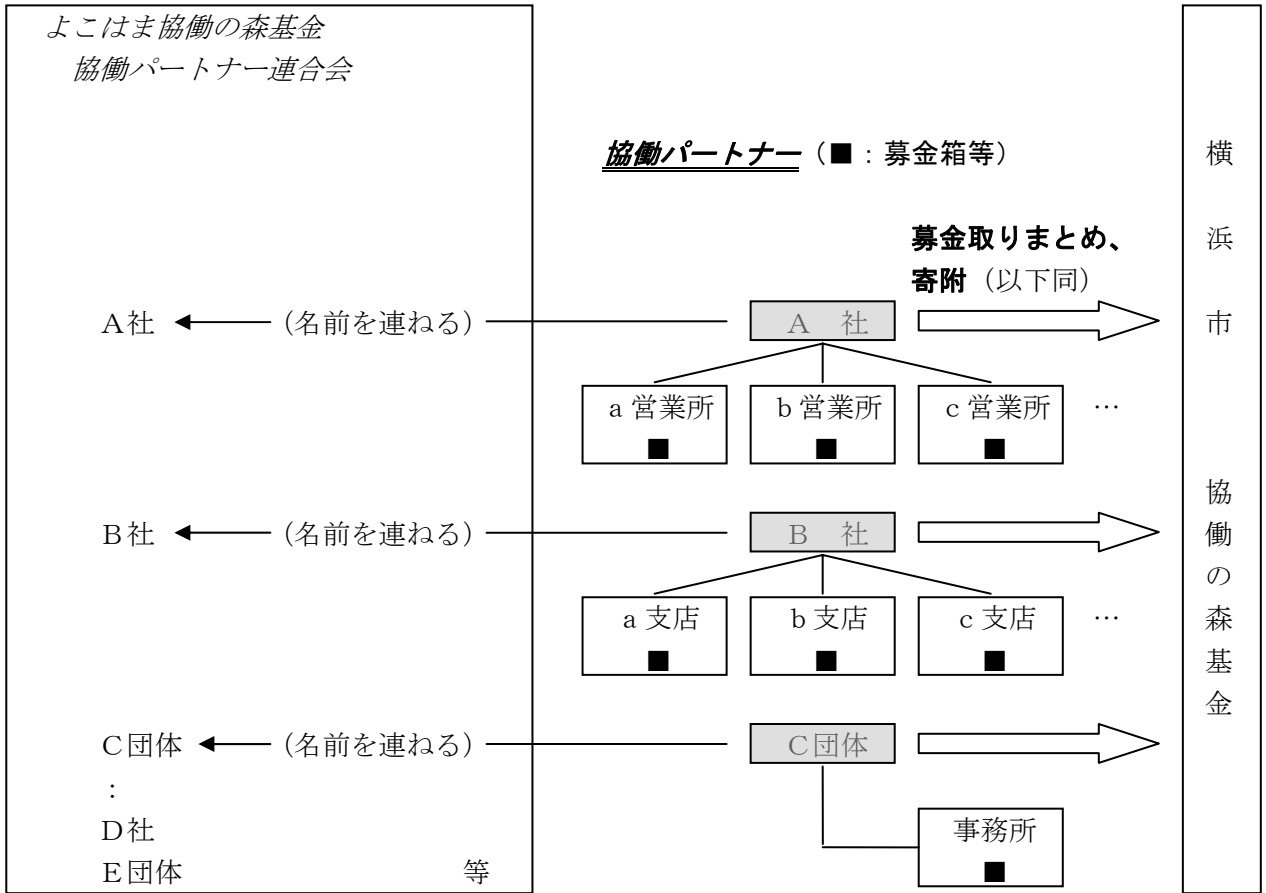 よこはま協働の森基金
協働パートナー連合会
協働パートナー（■：募金箱等）
募金取りまとめ、
寄附（以下同）
A社
（名前を連ねる）
A　社
a 営業所
■
b 営業所
■
c 営業所
■
…
B社
（名前を連ねる）
B　社
a 支店
■
b 支店
■
c 支店
■
…
C団体
（名前を連ねる）
C団体
事務所
■
：
D社
E団体　等
横浜市　協働の森基金